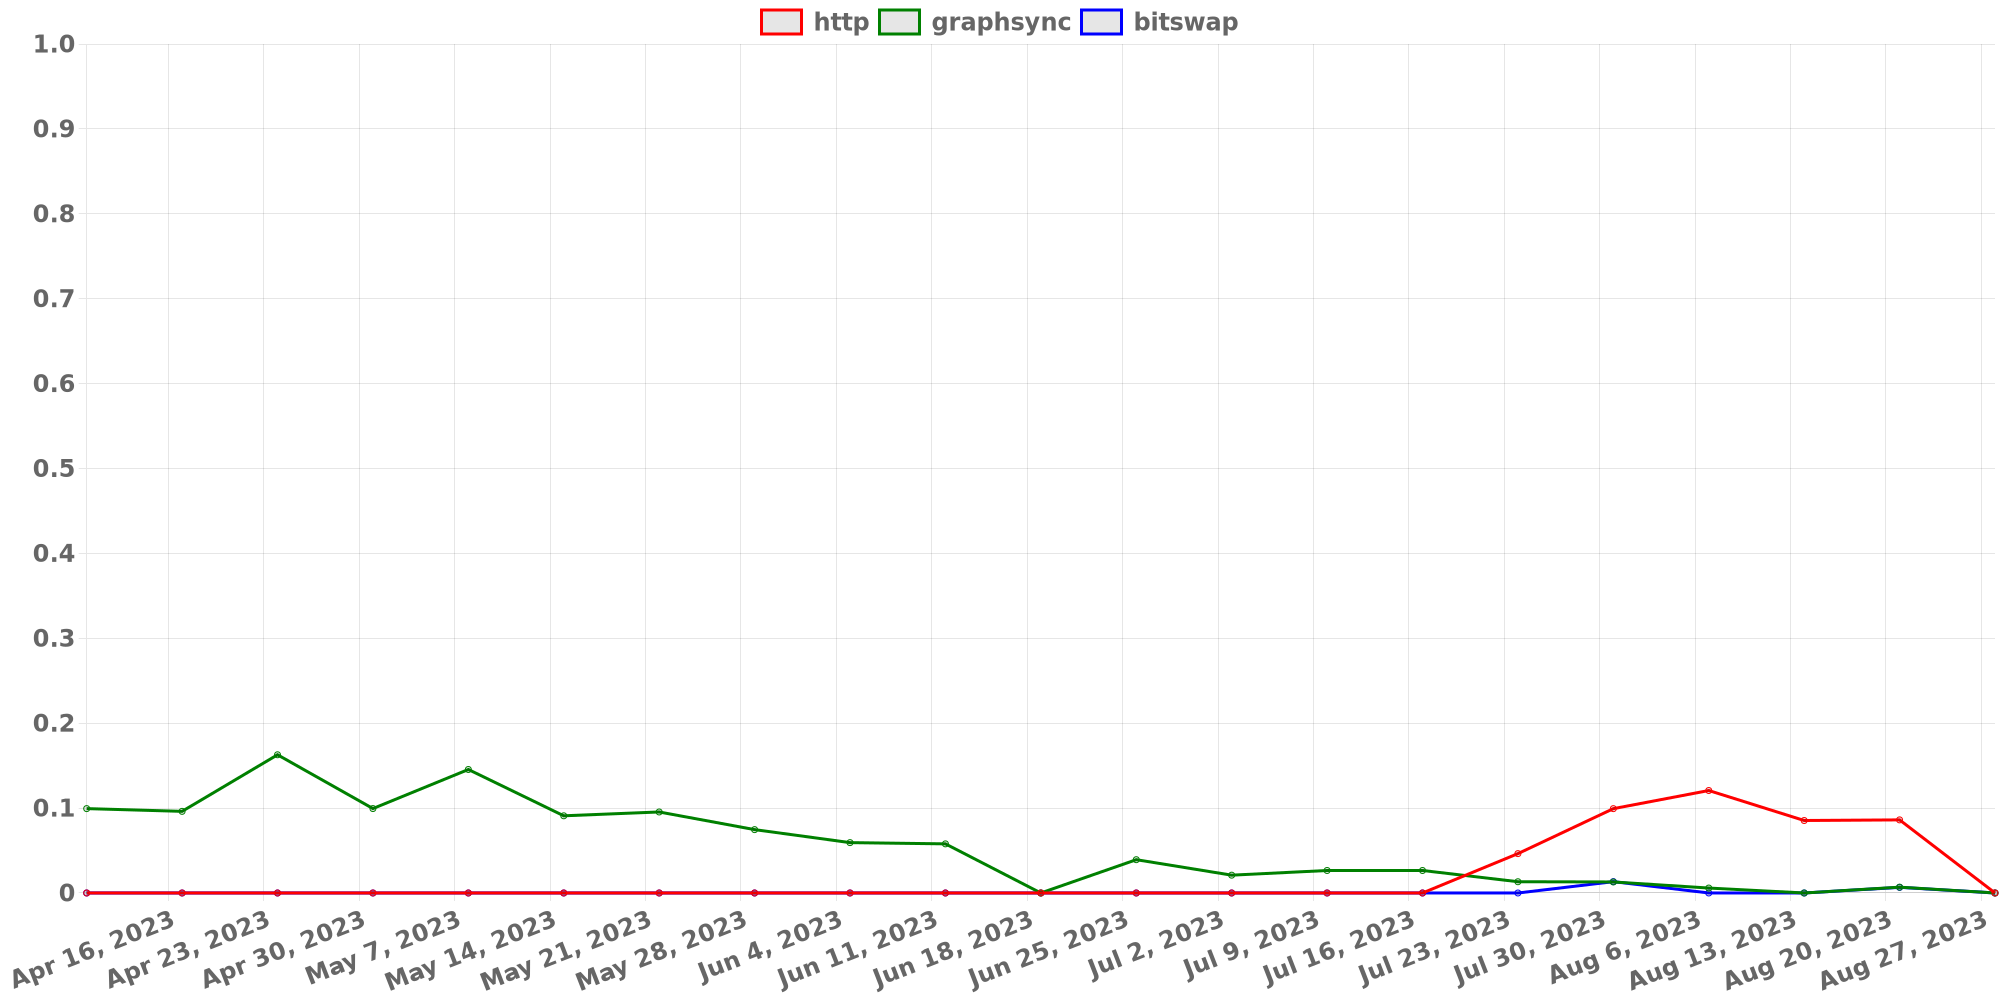 http graphsync bitswap
1.0
0.9
0.8
0.7
0.6
0.5
0.4
0.3
0.2
0.1
0
Apr 16, 2023
Apr 23, 2023
Apr 30, 2023
May 7, 2023
May 14, 2023
May 21, 2023
May 28, 2023
Jun 4, 2023
Jun 11, 2023
Jun 18, 2023
Jun 25, 2023
Jul 2, 2023
Jul 9, 2023
Jul 16, 2023
Jul 23, 2023
Jul 30, 2023
Aug 6, 2023
Aug 13, 2023
Aug 20, 2023
Aug 27, 2023